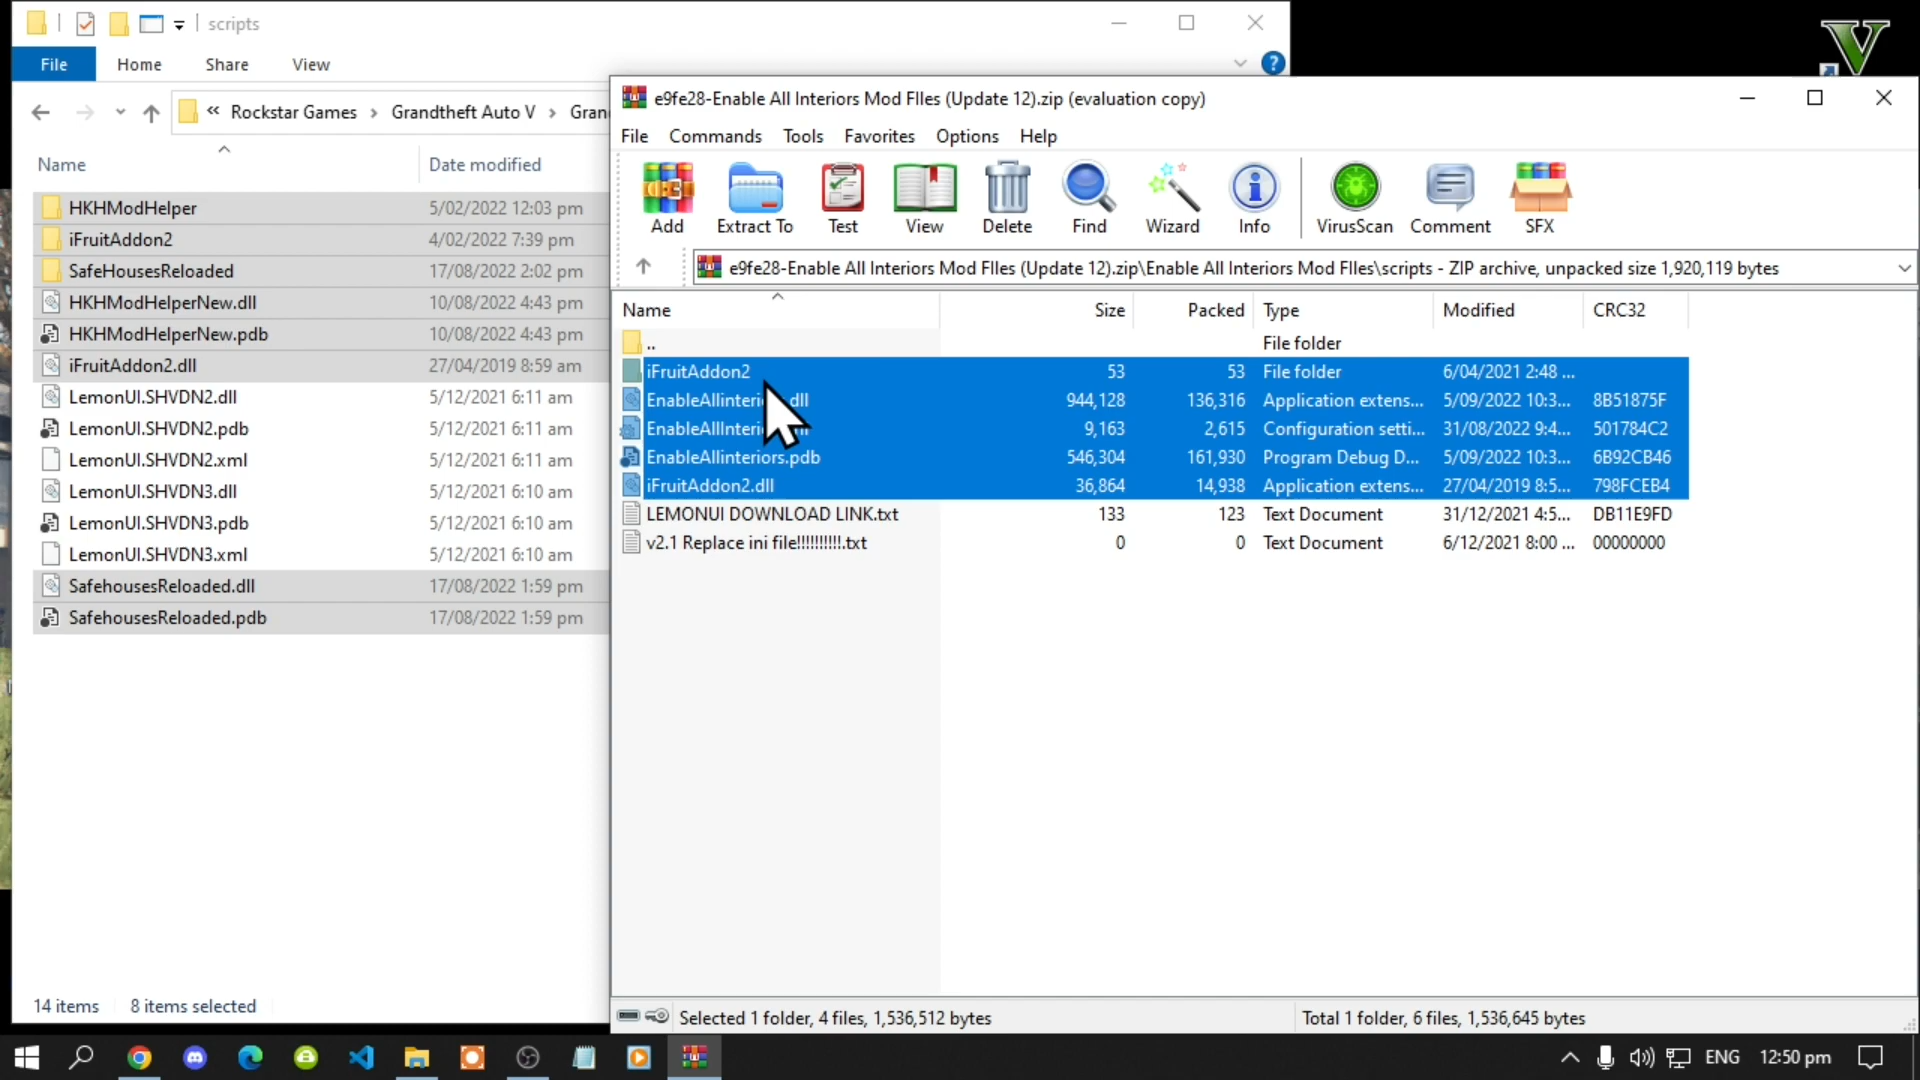 scripts
File
Home
Share
View
Rockstar Games
Grandtheft Auto V
Name
Date modified
HKHModHelper 5/02/2022 12:03 pm
iFruitAddon2 4/02/2022 7:39 pm
SafeHousesReloaded 17/08/2022 2:02 pm
HKHModHelperNew.dll 10/08/2022 4:43 pm
HKHModHelperNew.pdb 10/08/2022 4:43 pm
iFruitAddon2.dll 27/04/2019 8:59 am
LemonUI.SHVDN2.dll 5/12/2021 6:11 am
LemonUI.SHVDN2.pdb 5/12/2021 6:11 am
LemonUI.SHVDN2.xml 5/12/2021 6:11 am
LemonUI.SHVDN3.dll 5/12/2021 6:10 am
LemonUI.SHVDN3.pdb 5/12/2021 6:10 am
LemonUI.SHVDN3.xml 5/12/2021 6:10 am
SafehousesReloaded.dll 17/08/2022 1:59 pm
SafehousesReloaded.pdb 17/08/2022 1:59 pm
14 items 8 items selected
e9fe28-Enable All Interiors Mod FIles (Update 12).zip (evaluation copy)
File Commands Tools Favorites Options Help
Add Extract To Test View Delete Find Wizard Info VirusScan Comment SFX
e9fe28-Enable All Interiors Mod FIles (Update 12).zip\Enable All Interiors Mod FIles\scripts - ZIP archive, unpacked size 1,920,119 bytes
Name Size Packed Type Modified CRC32
.. File folder
iFruitAddon2 53 53 File folder 6/04/2021 2:48 ...
944,128 136,316 Application extens... 5/09/2022 10:3... 8B51875F
9,163 2,615 Configuration setti... 31/08/2022 9:4... 501784C2
EnableAllinteriors.pdb 546,304 161,930 Program Debug D... 5/09/2022 10:3... 6B92CB46
iFruitAddon2.dll 36,864 14,938 Application extens... 27/04/2019 8:5... 798FCEB4
LEMONUI DOWNLOAD LINK.txt 133 123 Text Document 31/12/2021 4:5... DB11E9FD
v2.1 Replace ini file!!!!!!!!!!.txt 0 0 Text Document 6/12/2021 8:00 ... 00000000
Selected 1 folder, 4 files, 1,536,512 bytes
Total 1 folder, 6 files, 1,536,645 bytes
ENG 12:50 pm